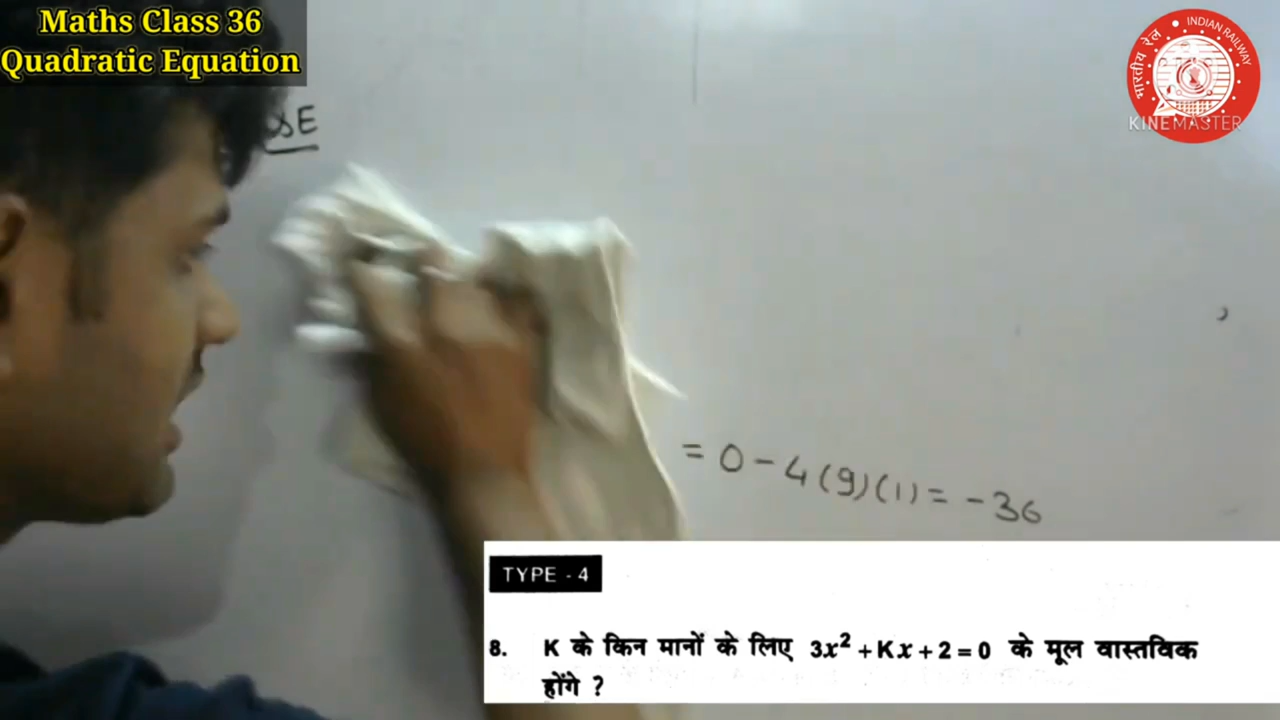 Maths Class 36
Quadratic Equation
भारतीय रेल
INDIAN RAILWAY
KINEMASTER
SE
= 0 - 4 (9) (1) = - 36
TYPE - 4
8. K के किन मानों के लिए 3x² + Kx + 2 = 0 के मूल वास्तविक
होंगे ?